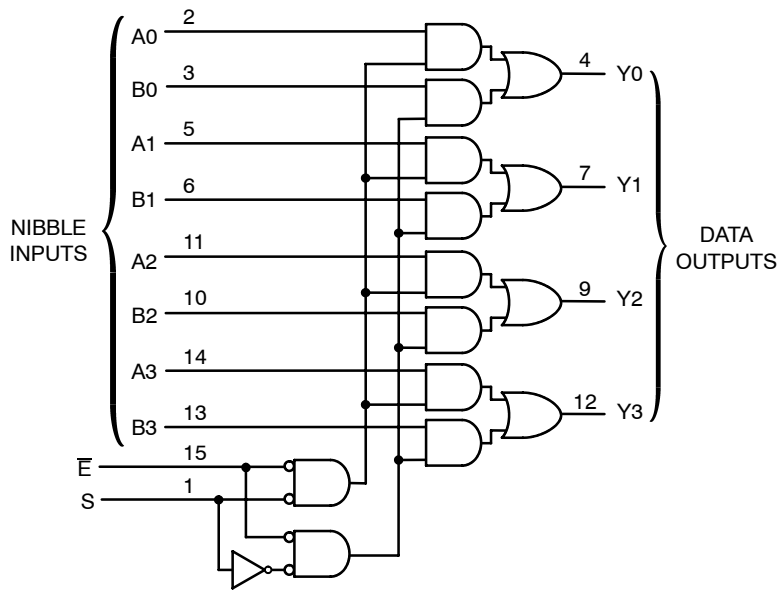 A0 2
B0 3
A1 5
B1 6
A2 11
B2 10
A3 14
B3 13
E̅ 15
S 1
NIBBLE
INPUTS
4 Y0
7 Y1
9 Y2
12 Y3
DATA
OUTPUTS